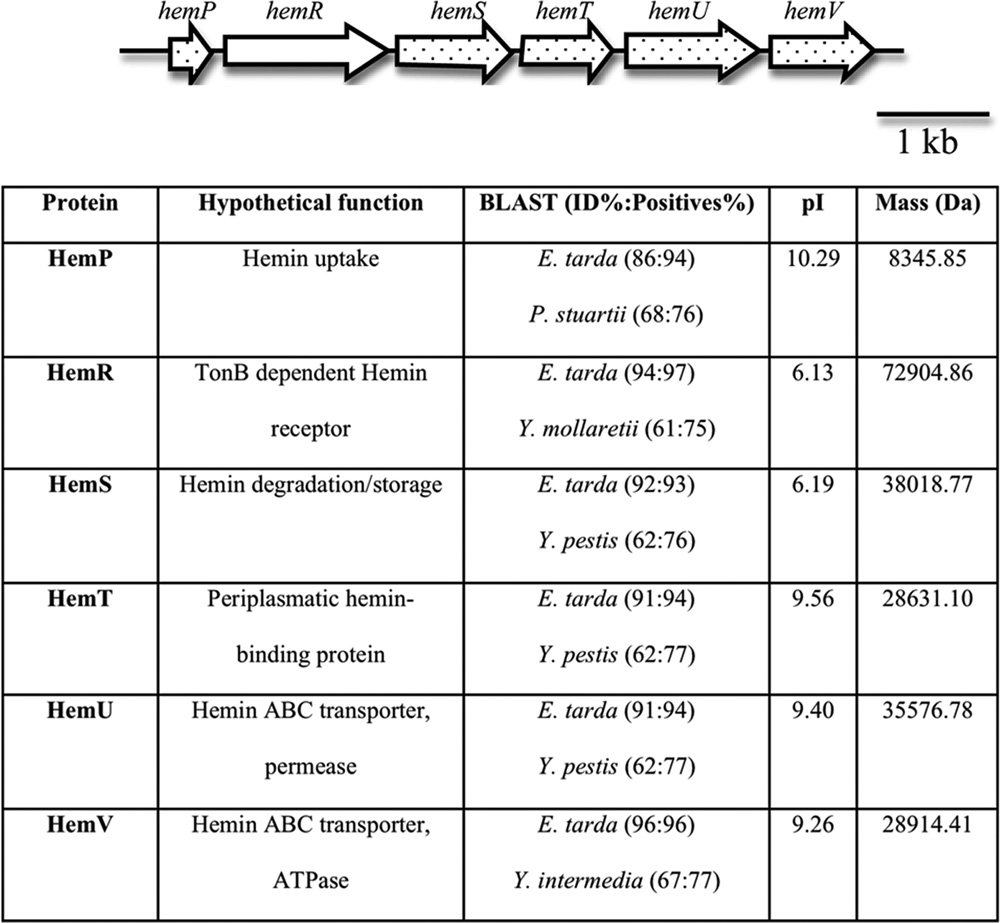 hemP hemR hemS hemT hemU hemV
1 kb
Protein Hypothetical function BLAST (ID%:Positives%) pI Mass (Da)
HemP Hemin uptake E. tarda (86:94) 10.29 8345.85
P. stuartii (68:76)
HemR TonB dependent Hemin E. tarda (94:97) 6.13 72904.86
receptor Y. mollaretii (61:75)
HemS Hemin degradation/storage E. tarda (92:93) 6.19 38018.77
Y. pestis (62:76)
HemT Periplasmatic hemin- E. tarda (91:94) 9.56 28631.10
binding protein Y. pestis (62:77)
HemU Hemin ABC transporter, E. tarda (91:94) 9.40 35576.78
permease Y. pestis (62:77)
HemV Hemin ABC transporter, E. tarda (96:96) 9.26 28914.41
ATPase Y. intermedia (67:77)